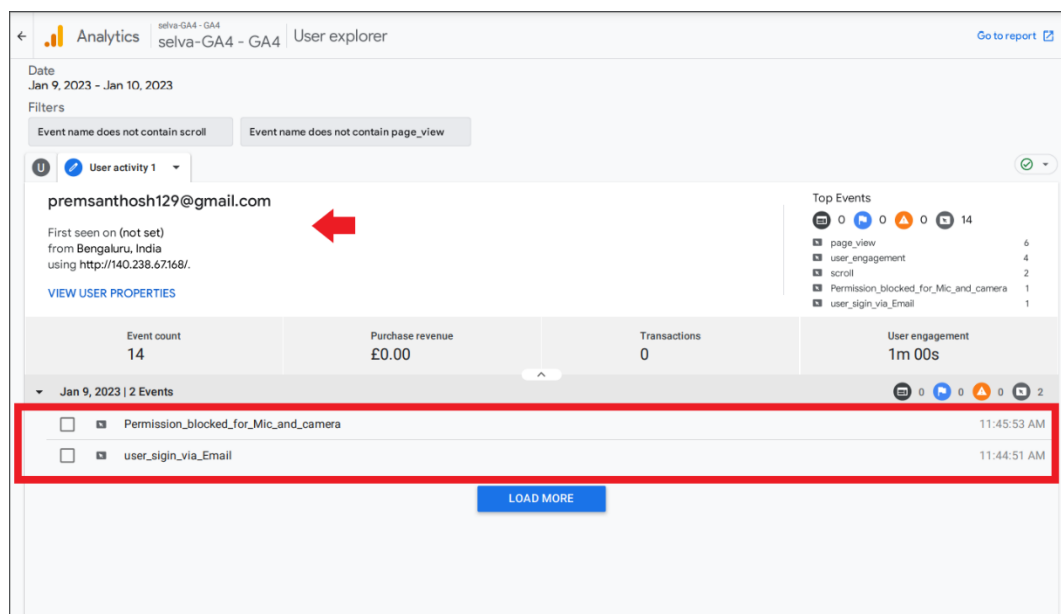 selva-GA4 - GA4
Analytics selva-GA4 - GA4 User explorer Go to report
Date
Jan 9, 2023 - Jan 10, 2023
Filters
Event name does not contain scroll Event name does not contain page_view
U User activity 1
premsanthosh129@gmail.com
First seen on (not set)
from Bengaluru, India
using http://140.238.67.168/.
VIEW USER PROPERTIES
Top Events
0 0 0 14
page_view 6
user_engagement 4
scroll 2
Permission_blocked_for_Mic_and_camera 1
user_sigin_via_Email 1
Event count Purchase revenue Transactions User engagement
14 £0.00 0 1m 00s
Jan 9, 2023 | 2 Events 0 0 0 2
Permission_blocked_for_Mic_and_camera 11:45:53 AM
user_sigin_via_Email 11:44:51 AM
LOAD MORE